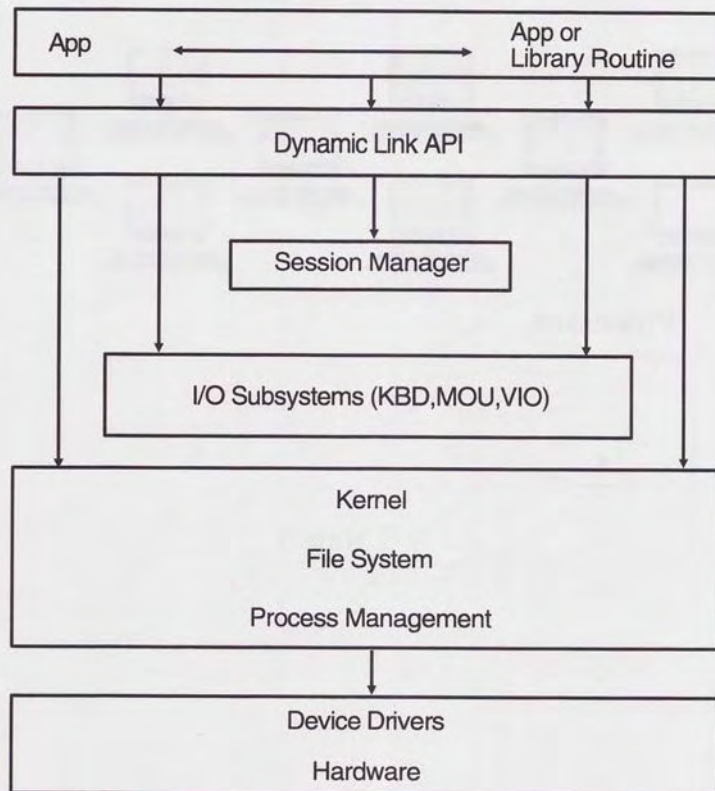 App
App or
Library Routine
Dynamic Link API
Session Manager
I/O Subsystems (KBD,MOU,VIO)
Kernel
File System
Process Management
Device Drivers
Hardware